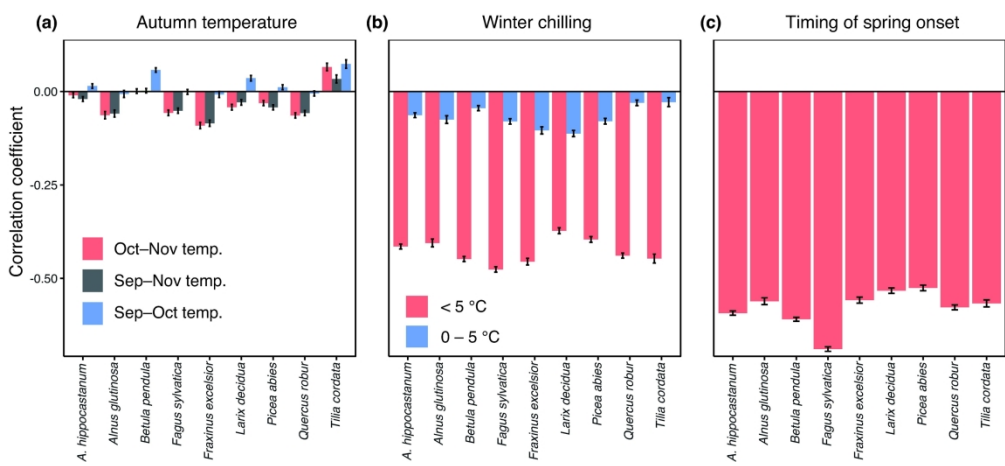 (a) Autumn temperature
(b) Winter chilling
(c) Timing of spring onset
Correlation coefficient
0.00
-0.25
-0.50
Oct–Nov temp.
Sep–Nov temp.
Sep–Oct temp.
< 5 °C
0 – 5 °C
A. hippocastanum
Alnus glutinosa
Betula pendula
Fagus sylvatica
Fraxinus excelsior
Larix decidua
Picea abies
Quercus robur
Tilia cordata
A. hippocastanum
Alnus glutinosa
Betula pendula
Fagus sylvatica
Fraxinus excelsior
Larix decidua
Picea abies
Quercus robur
Tilia cordata
A. hippocastanum
Alnus glutinosa
Betula pendula
Fagus sylvatica
Fraxinus excelsior
Larix decidua
Picea abies
Quercus robur
Tilia cordata